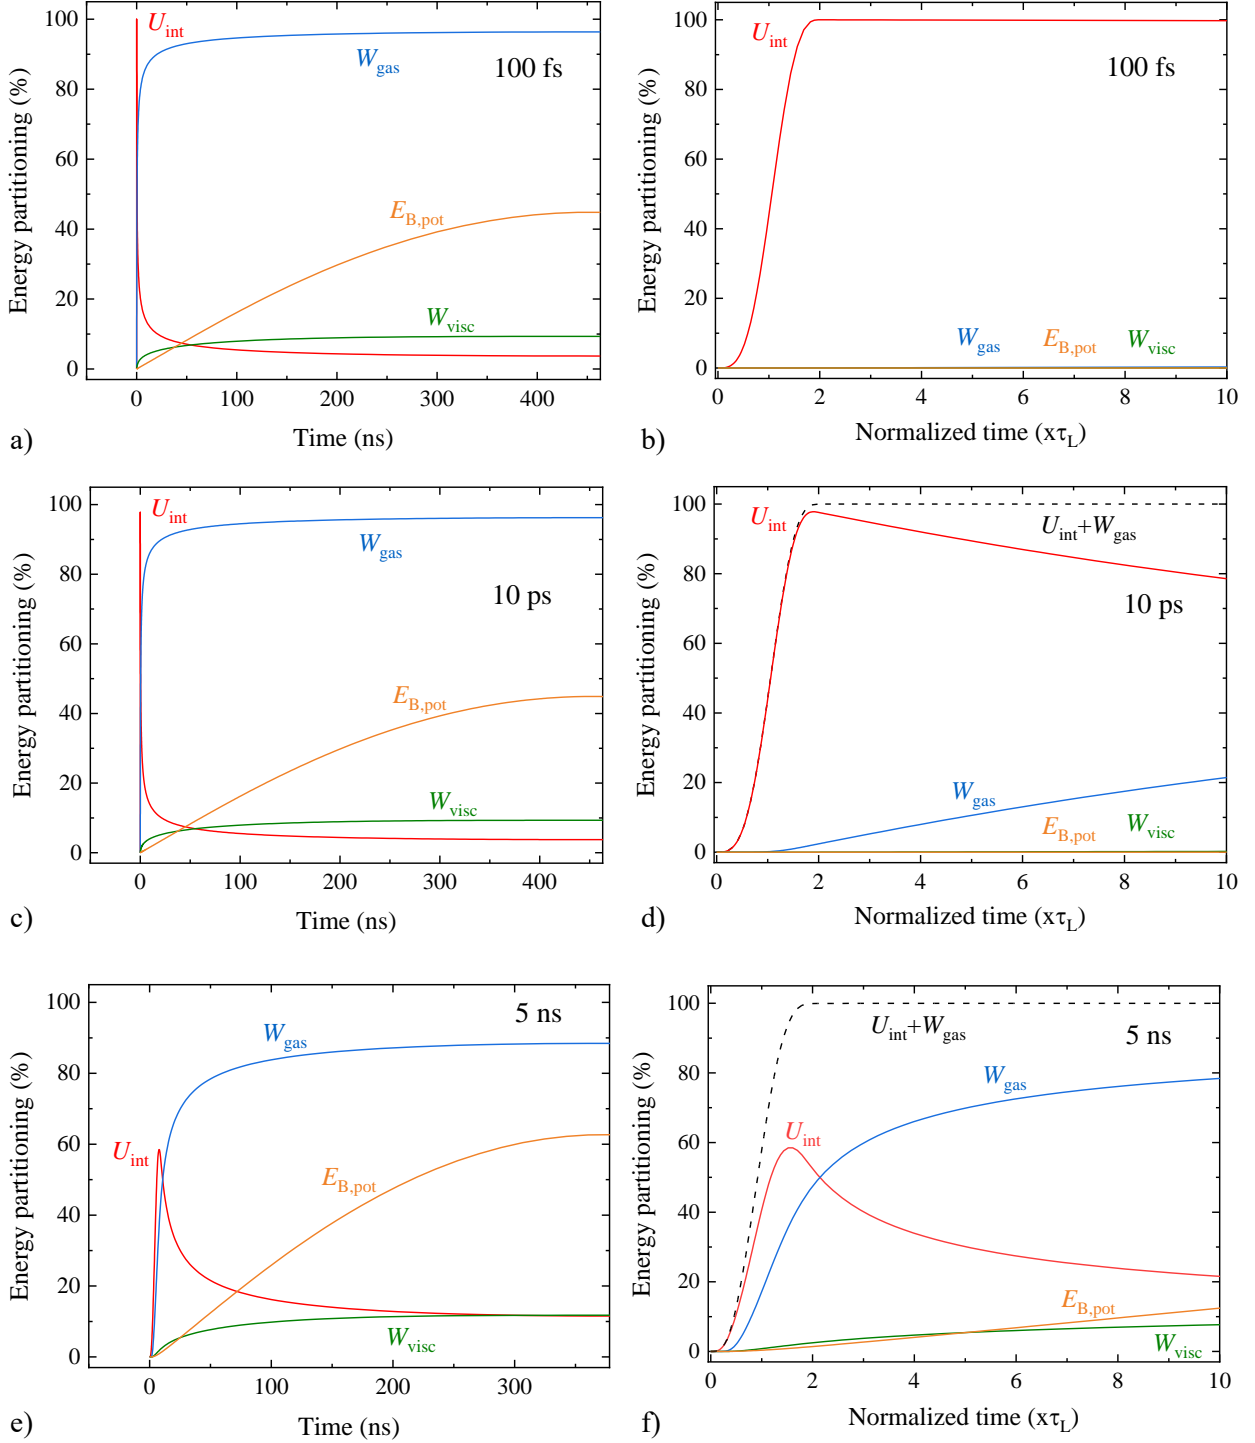 Energy partitioning (%)
100
80
60
40
20
0
U_int
W_gas
100 fs
E_B,pot
W_visc
0 100 200 300 400
Time (ns)
a)
Energy partitioning (%)
100
80
60
40
20
0
U_int
100 fs
W_gas E_B,pot W_visc
0 2 4 6 8 10
Normalized time (xτ_L)
b)
Energy partitioning (%)
100
80
60
40
20
0
U_int
W_gas
10 ps
E_B,pot
W_visc
0 100 200 300 400
Time (ns)
c)
Energy partitioning (%)
100
80
60
40
20
0
U_int
U_int+W_gas
10 ps
W_gas
E_B,pot
W_visc
0 2 4 6 8 10
Normalized time (xτ_L)
d)
Energy partitioning (%)
100
80
60
40
20
0
5 ns
W_gas
U_int
E_B,pot
W_visc
0 100 200 300
Time (ns)
e)
Energy partitioning (%)
100
80
60
40
20
0
U_int+W_gas
5 ns
W_gas
U_int
E_B,pot
W_visc
0 2 4 6 8 10
Normalized time (xτ_L)
f)